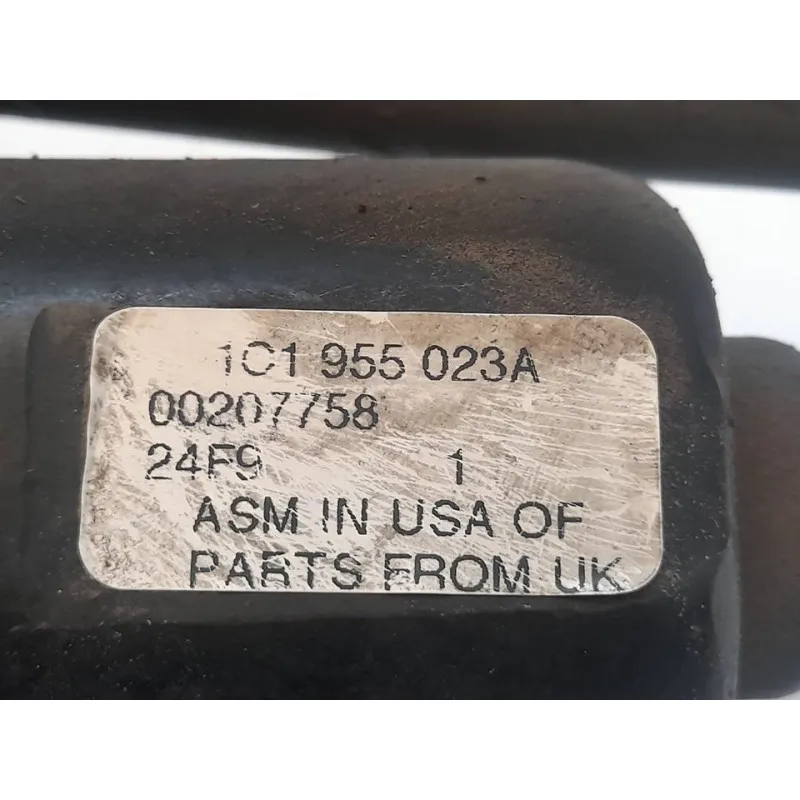 1C1 955 023A
00207758
24F9 1
ASM IN USA OF
PARTS FROM UK